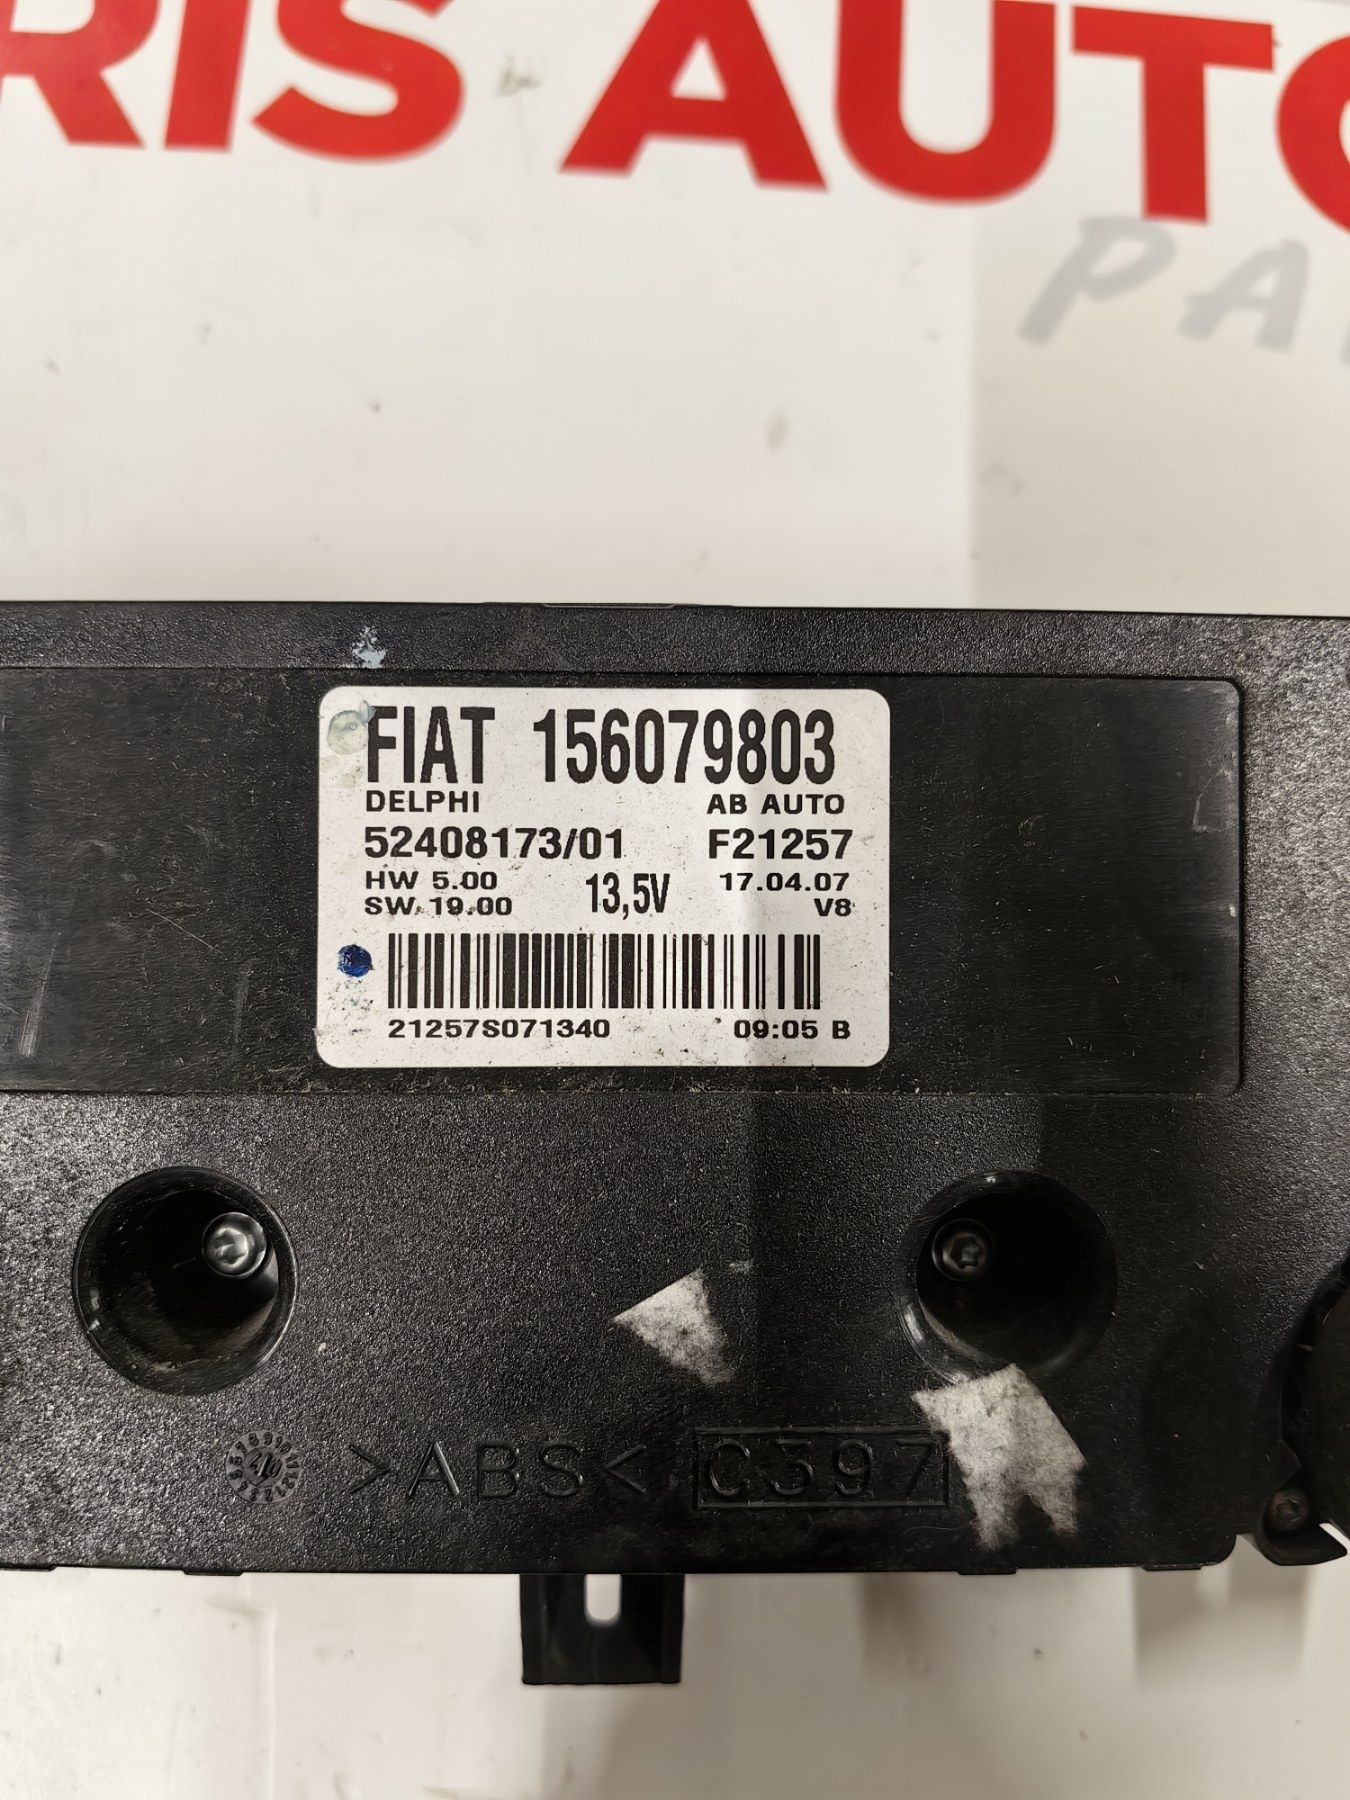 RIS AUTO
PA
FIAT 156079803
DELPHI AB AUTO
52408173/01 F21257
HW 5.00 13,5V 17.04.07
SW. 19.00 V8
21257S071340 09:05 B
>ABS< C397